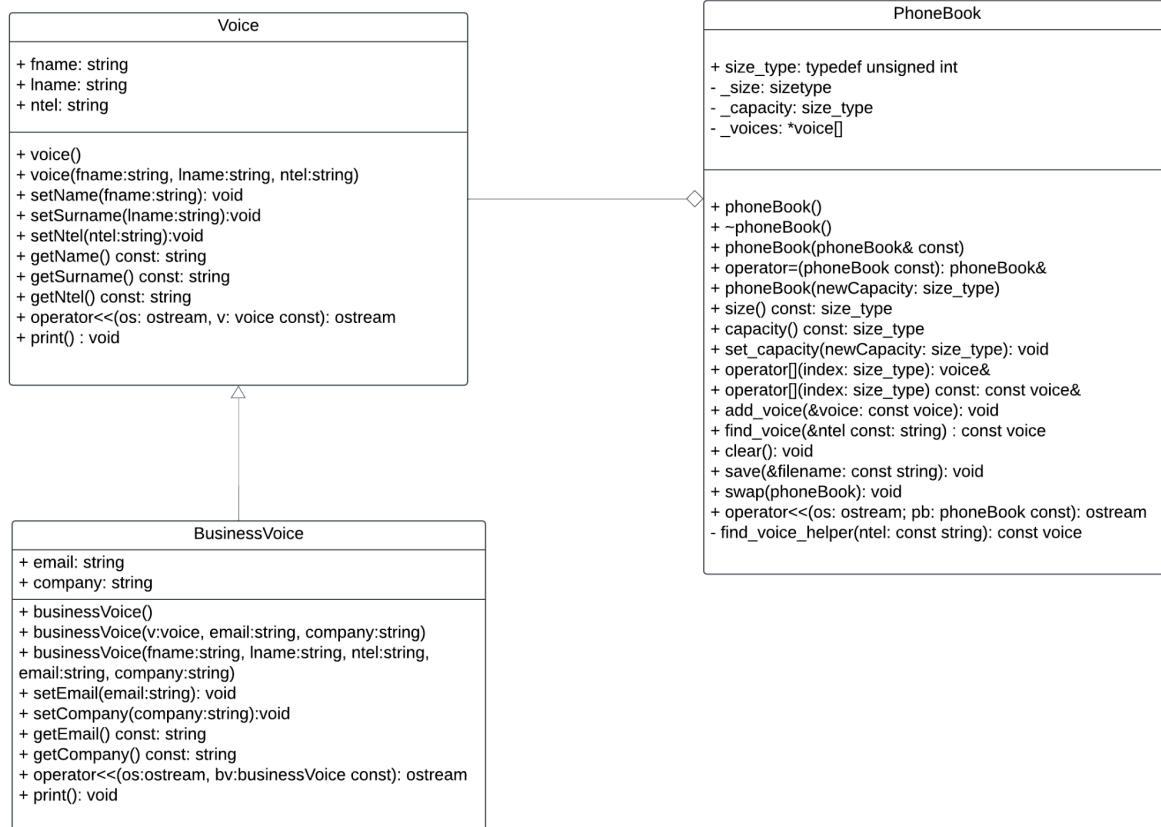 Voice
+ fname: string
+ lname: string
+ ntel: string
+ voice()
+ voice(fname:string, lname:string, ntel:string)
+ setName(fname:string): void
+ setSurname(lname:string):void
+ setNtel(ntel:string):void
+ getName() const: string
+ getSurname() const: string
+ getNtel() const: string
+ operator<<(os: ostream, v: voice const): ostream
+ print() : void
PhoneBook
+ size_type: typedef unsigned int
- _size: sizetype
- _capacity: size_type
- _voices: *voice[]
+ phoneBook()
+ ~phoneBook()
+ phoneBook(phoneBook& const)
+ operator=(phoneBook const): phoneBook&
+ phoneBook(newCapacity: size_type)
+ size() const: size_type
+ capacity() const: size_type
+ set_capacity(newCapacity: size_type): void
+ operator[](index: size_type): voice&
+ operator[](index: size_type) const: const voice&
+ add_voice(&voice: const voice): void
+ find_voice(&ntel const: string) : const voice
+ clear(): void
+ save(&filename: const string): void
+ swap(phoneBook): void
+ operator<<(os: ostream; pb: phoneBook const): ostream
- find_voice_helper(ntel: const string): const voice
BusinessVoice
+ email: string
+ company: string
+ businessVoice()
+ businessVoice(v:voice, email:string, company:string)
+ businessVoice(fname:string, lname:string, ntel:string,
email:string, company:string)
+ setEmail(email:string): void
+ setCompany(company:string):void
+ getEmail() const: string
+ getCompany() const: string
+ operator<<(os:ostream, bv:businessVoice const): ostream
+ print(): void